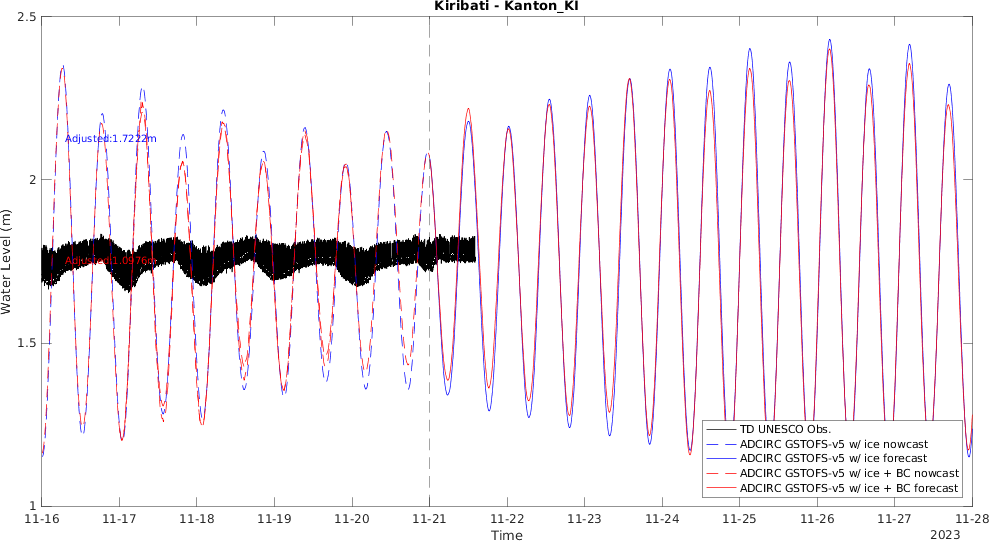 Kiribati - Kanton_KI
2.5
Adjusted:1.7222m
2
Adjusted:1.0976m
Water Level (m)
1.5
TD UNESCO Obs.
ADCIRC GSTOFS-v5 w/ ice nowcast
ADCIRC GSTOFS-v5 w/ ice forecast
ADCIRC GSTOFS-v5 w/ ice + BC nowcast
ADCIRC GSTOFS-v5 w/ ice + BC forecast
1
11-16 11-17 11-18 11-19 11-20 11-21 11-22 11-23 11-24 11-25 11-26 11-27 11-28
Time
2023